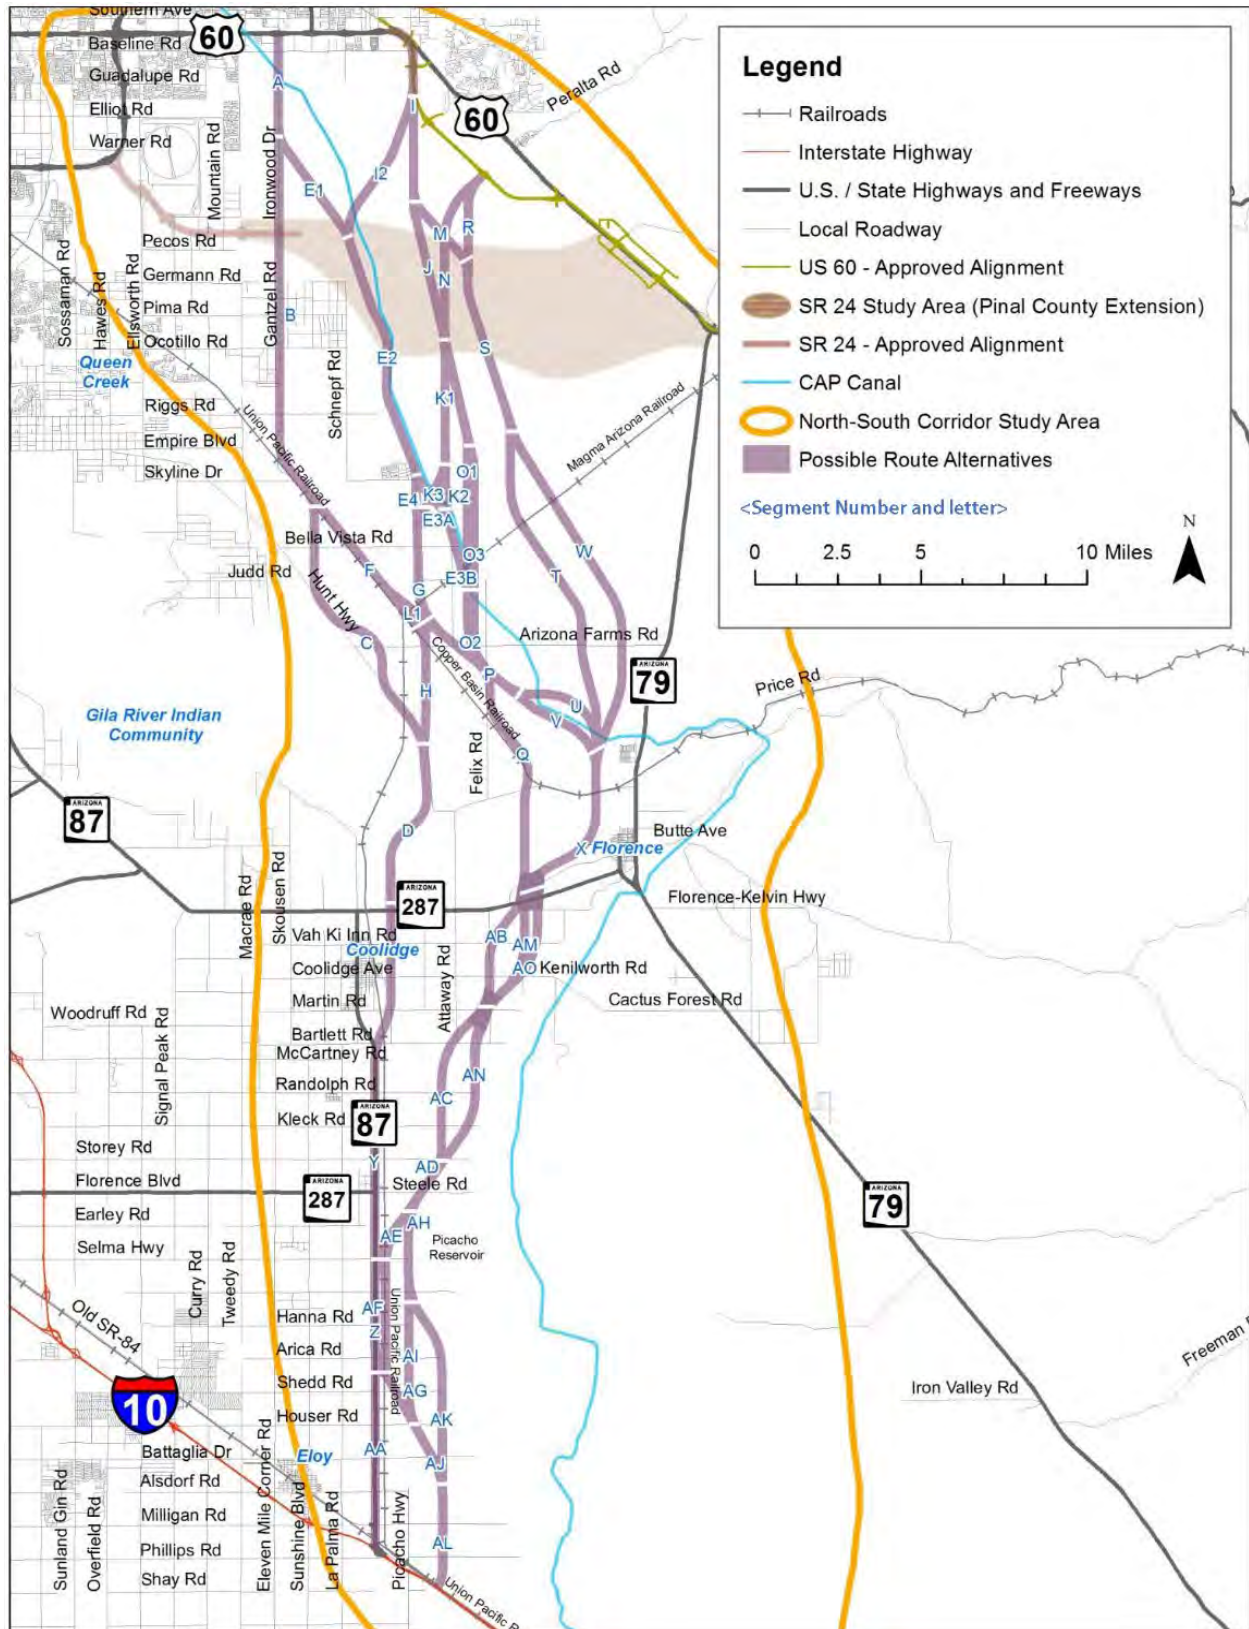 Southern Ave
60
Baseline Rd
Guadalupe Rd
Elliot Rd
Warner Rd
Mountain Rd
Ironwood Dr
A
I
60
Peralta Rd
I2
E1
M
R
Pecos Rd
J
N
Germann Rd
Pima Rd
Ocotillo Rd
Sossaman Rd
Hawes Rd
Ellsworth Rd
Gantzel Rd
B
Schnepf Rd
E2
S
Queen
Creek
K1
Riggs Rd
Empire Blvd
Skyline Dr
Union Pacific Railroad
Magma Arizona Railroad
O1
E4
K3
K2
E3A
Bella Vista Rd
Judd Rd
F
O3
E3B
W
T
Hunt Hwy
G
L1
C
O2
Arizona Farms Rd
Copper Basin Railroad
P
H
U
V
ARIZONA
79
Price Rd
Gila River Indian
Community
Felix Rd
Q
ARIZONA
87
D
Butte Ave
X
Florence
ARIZONA
287
Florence-Kelvin Hwy
Macrae Rd
Skousen Rd
Vah Ki Inn Rd
Coolidge
Coolidge Ave
AB
AM
AO
Kenilworth Rd
Attaway Rd
Cactus Forest Rd
Martin Rd
Woodruff Rd
Signal Peak Rd
Bartlett Rd
McCartney Rd
Randolph Rd
AN
AC
Kleck Rd
ARIZONA
87
Storey Rd
Y
AD
Florence Blvd
Steele Rd
ARIZONA
287
ARIZONA
79
Earley Rd
AH
AE
Selma Hwy
Picacho
Reservoir
Curry Rd
Tweedy Rd
Old SR-84
Hanna Rd
AF
Z
Union Pacific Railroad
Arica Rd
AI
Shedd Rd
AG
Freeman
Iron Valley Rd
10
Houser Rd
AK
Battaglia Dr
Eloy
AA
AJ
Alsdorf Rd
Milligan Rd
Phillips Rd
AL
Shay Rd
Sunland Gin Rd
Overfield Rd
Eleven Mile Corner Rd
Sunshine Blvd
La Palma Rd
Picacho Hwy
Union Pacific
Legend
Railroads
Interstate Highway
U.S. / State Highways and Freeways
Local Roadway
US 60 - Approved Alignment
SR 24 Study Area (Pinal County Extension)
SR 24 - Approved Alignment
CAP Canal
North-South Corridor Study Area
Possible Route Alternatives
<Segment Number and letter>
N
0 2.5 5 10 Miles